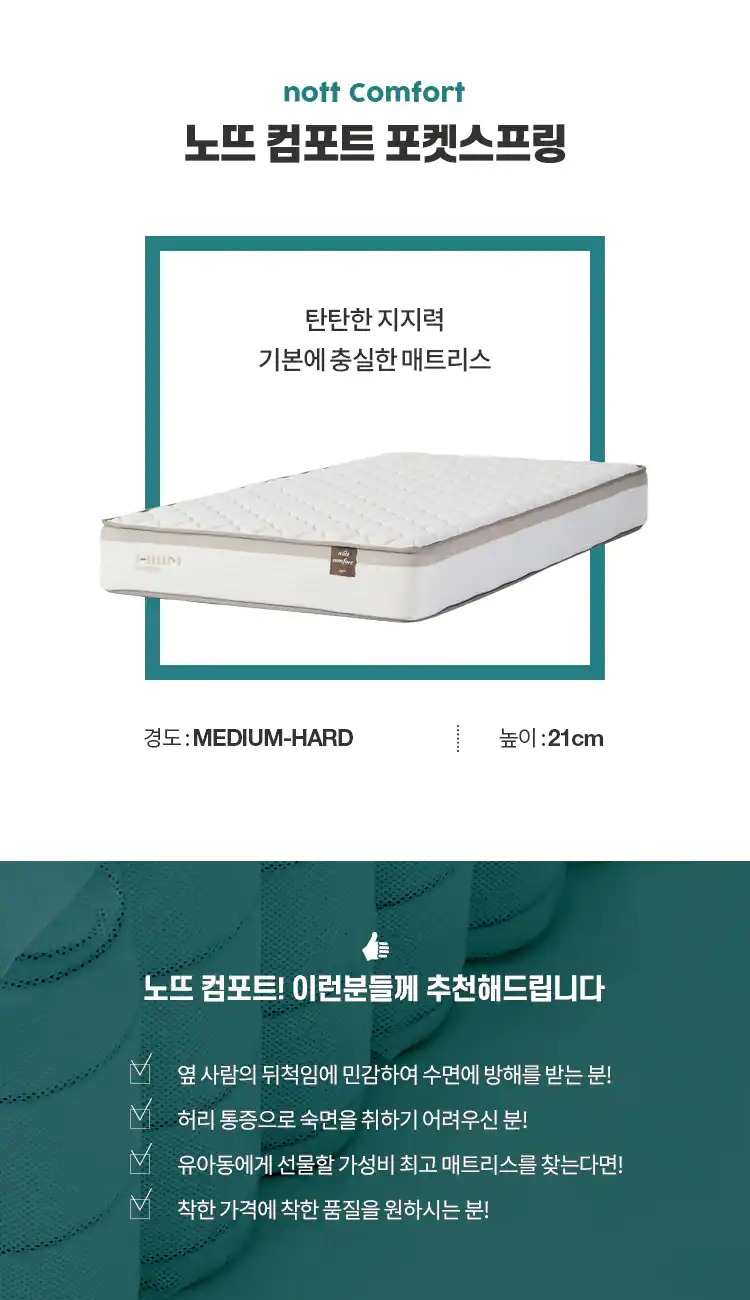 nott Comfort
노뜨 컴포트 포켓스프링
탄탄한 지지력
기본에 충실한 매트리스
nott
comfort
경도 : MEDIUM-HARD
높이 : 21cm
노뜨 컴포트! 이런분들께 추천해드립니다
옆 사람의 뒤척임에 민감하여 수면에 방해를 받는 분!
허리 통증으로 숙면을 취하기 어려우신 분!
유아동에게 선물할 가성비 최고 매트리스를 찾는다면!
착한 가격에 착한 품질을 원하시는 분!